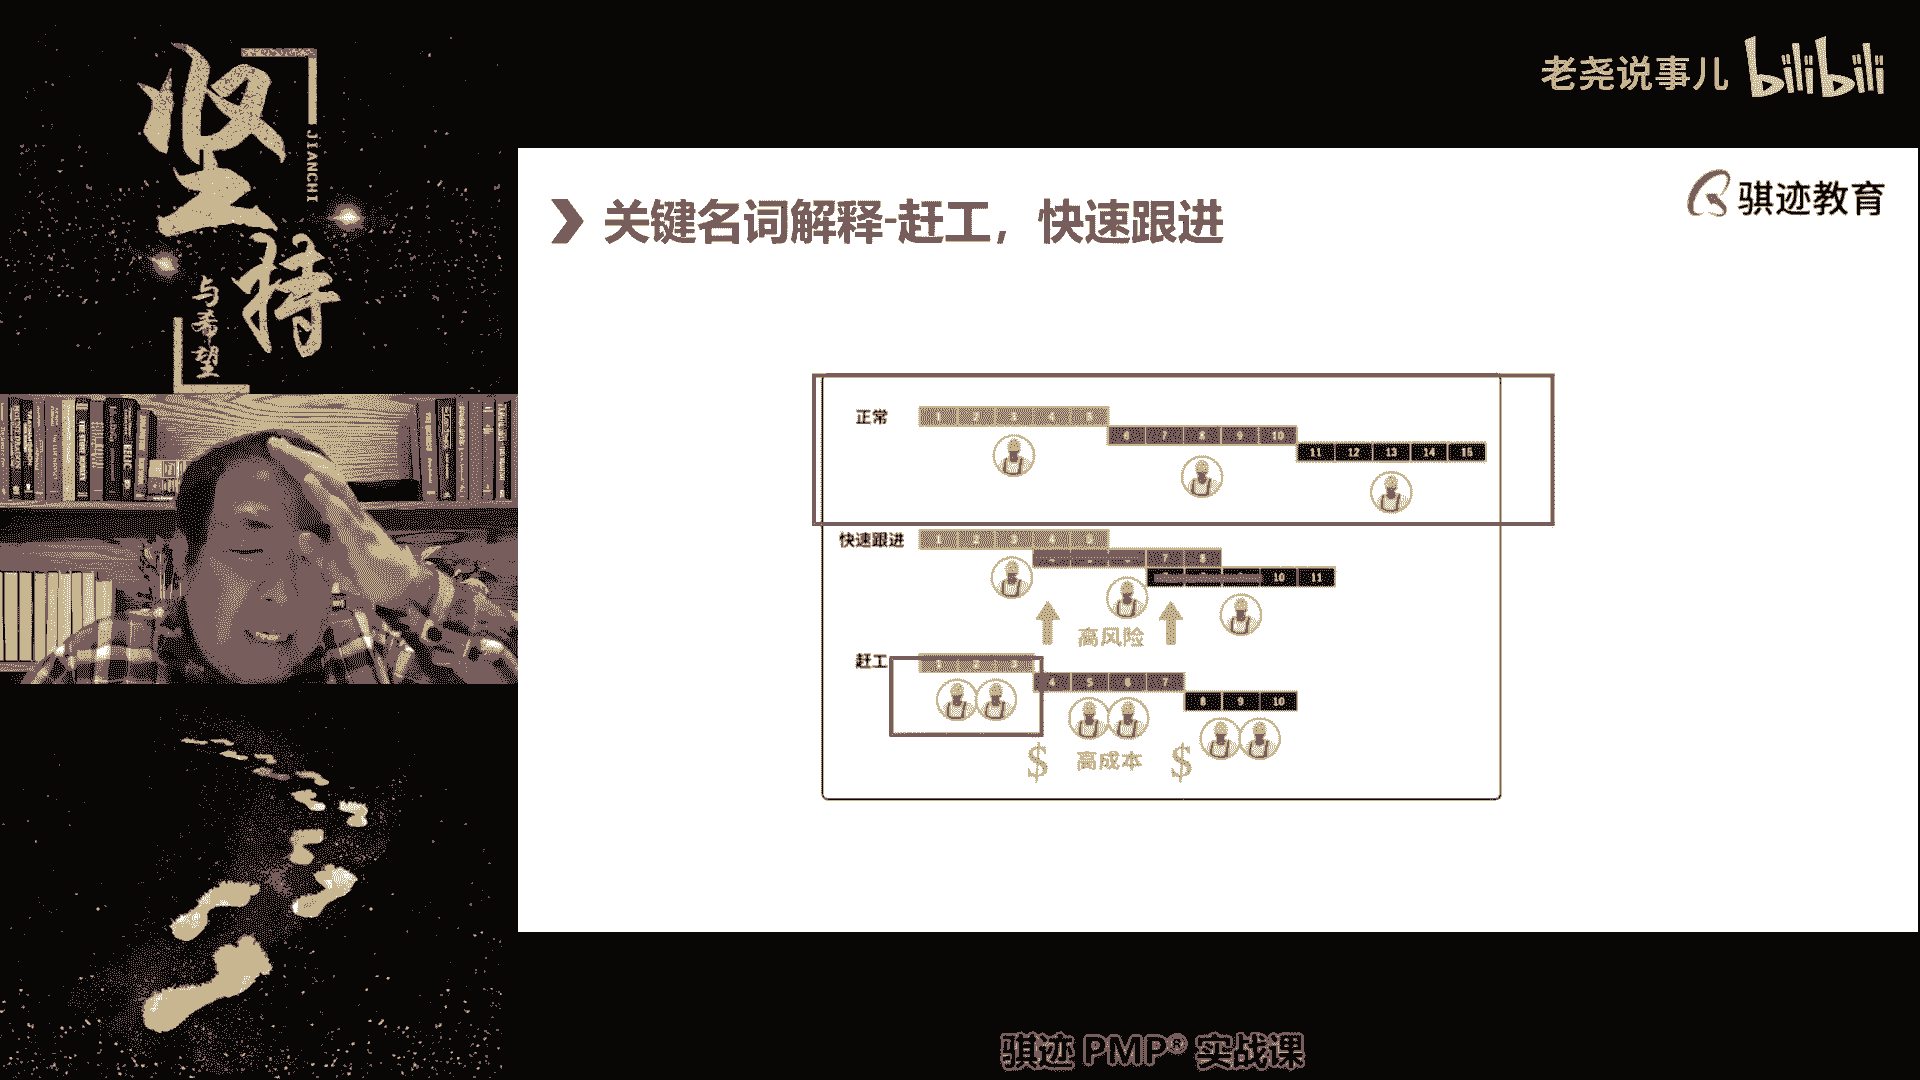 坚持
JIANCHI
与希望
老尧说事儿 bilibili
骐迹教育
关键名词解释-赶工，快速跟进
正常
1 2 3 4 5
6 7 8 9 10
11 12 13 14 15
快速跟进
1 2 3 4 5
7 8
10 11
高风险
赶工
1 2 3
4 5 6 7
8 9 10
$ 高成本 $
骐迹 PMP® 实战课